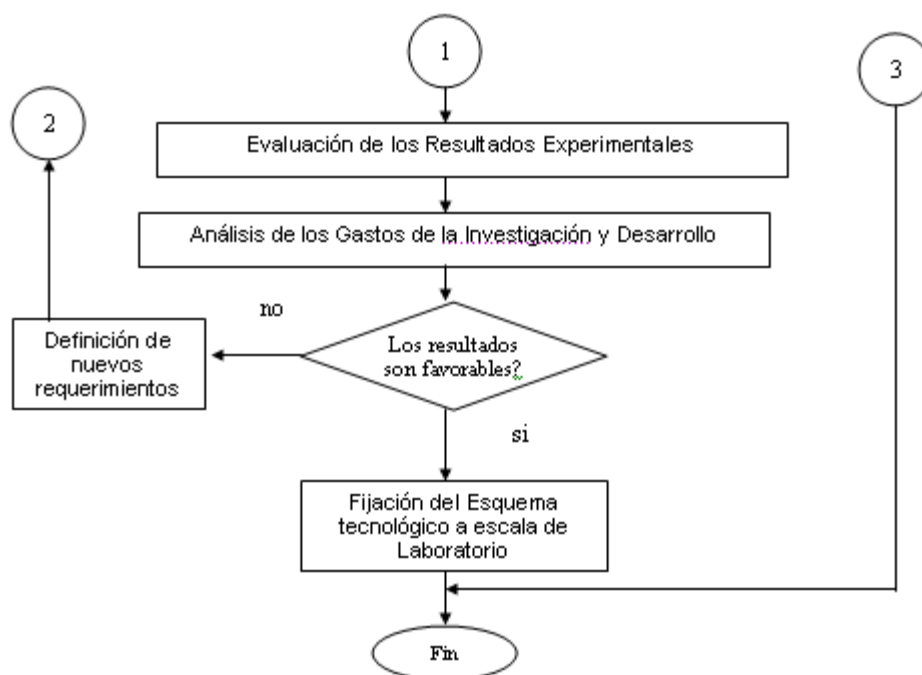 1
3
2
Evaluación de los Resultados Experimentales
Análisis de los Gastos de la Investigación y Desarrollo
no
Definición de
nuevos
requerimientos
Los resultados
son favorables?
si
Fijación del Esquema
tecnológico a escala de
Laboratorio
Fin